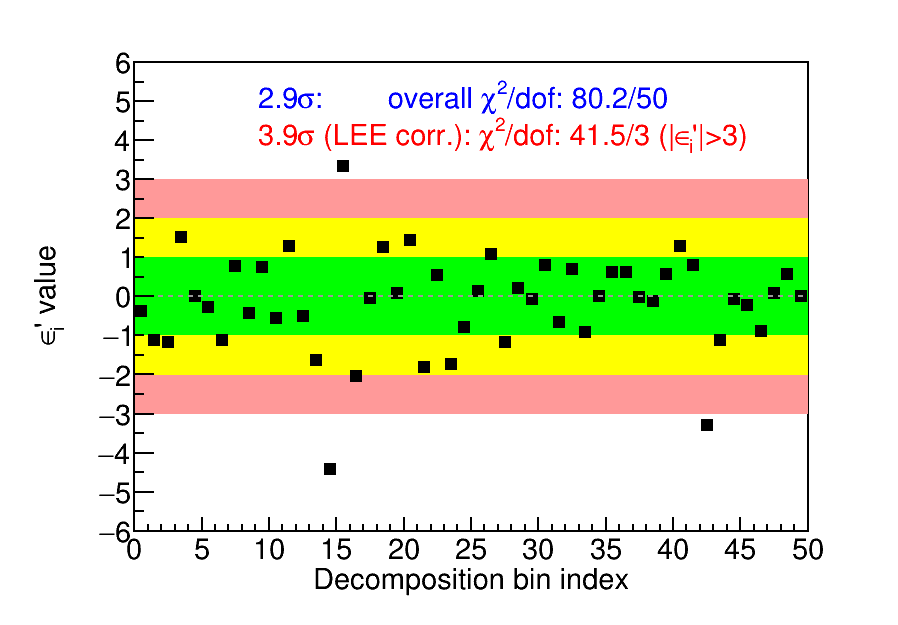 6
5
4
3
2
1
0
−1
−2
−3
−4
−5
−6
2.9σ: overall χ²/dof: 80.2/50
3.9σ (LEE corr.): χ²/dof: 41.5/3 (|ϵᵢ'|>3)
ϵᵢ' value
0 5 10 15 20 25 30 35 40 45 50
Decomposition bin index